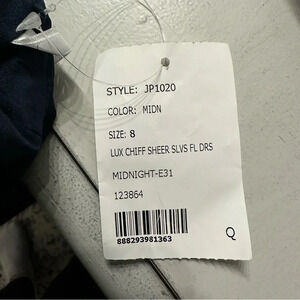 STYLE: JP1020
COLOR: MIDN
SIZE: 8
LUX CHIFF SHEER SLVS FL DRS
MIDNIGHT-E31
123864
888293981363
Q